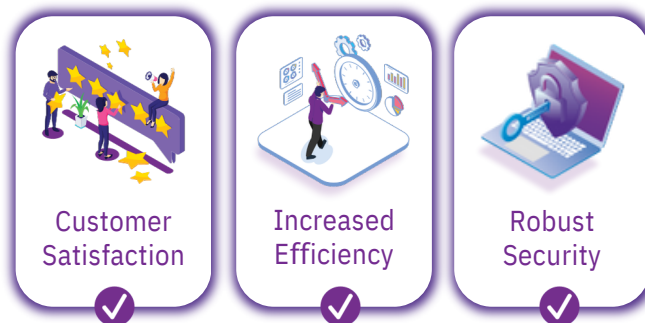 Customer
Satisfaction
Increased
Efficiency
Robust
Security